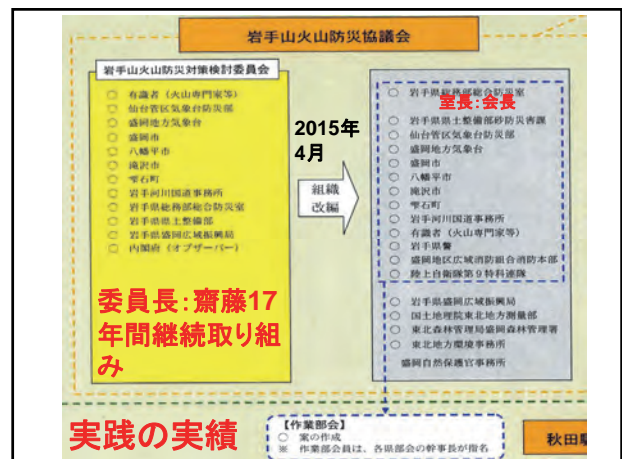 岩手山火山防災協議会
岩手山火山防災対策検討委員会
○ 有識者(火山専門家等)
○ 仙台管区気象台防災部
○ 盛岡地方気象台
○ 盛岡市
○ 八幡平市
○ 滝沢市
○ 雫石町
○ 岩手河川国道事務所
○ 岩手県総務部総合防災室
○ 岩手県県土整備部
○ 岩手県盛岡広域振興局
○ 内閣府(オブザーバー)
委員長:齋藤17
年間継続取り組
み
2015年
4月
組織
改編
○ 岩手県総務部総合防災室
室長:会長
○ 岩手県県土整備部砂防災害課
○ 仙台管区気象台防災部
○ 盛岡地方気象台
○ 盛岡市
○ 八幡平市
○ 滝沢市
○ 雫石町
○ 岩手河川国道事務所
○ 有識者(火山専門家等)
○ 岩手県警
○ 盛岡地区広域消防組合消防本部
○ 陸上自衛隊第9特科連隊
○ 岩手県盛岡広域振興局
○ 国土地理院東北地方測量部
○ 東北森林管理局盛岡森林管理署
○ 東北地方環境事務所
盛岡自然保護官事務所
実践の実績
【作業部会】
○ 案の作成
※ 作業部会員は、各県部会の幹事長が指名
秋田